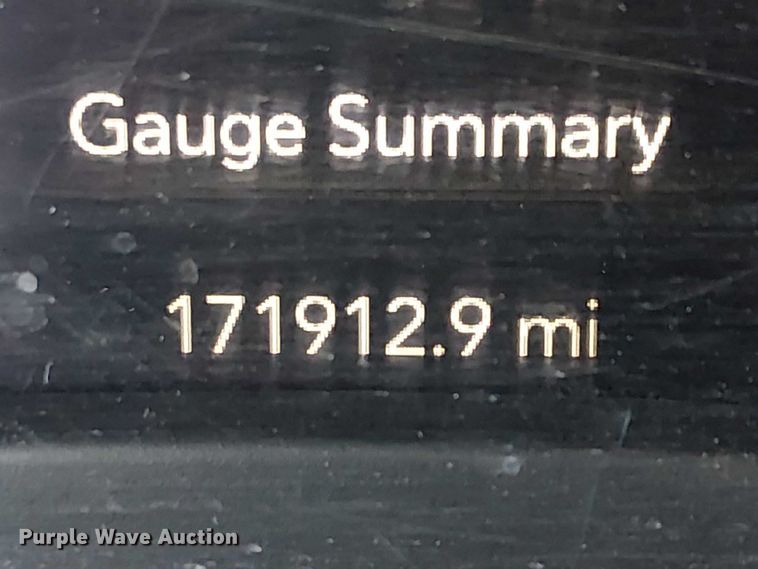 Gauge Summary
171912.9 mi
Purple Wave Auction